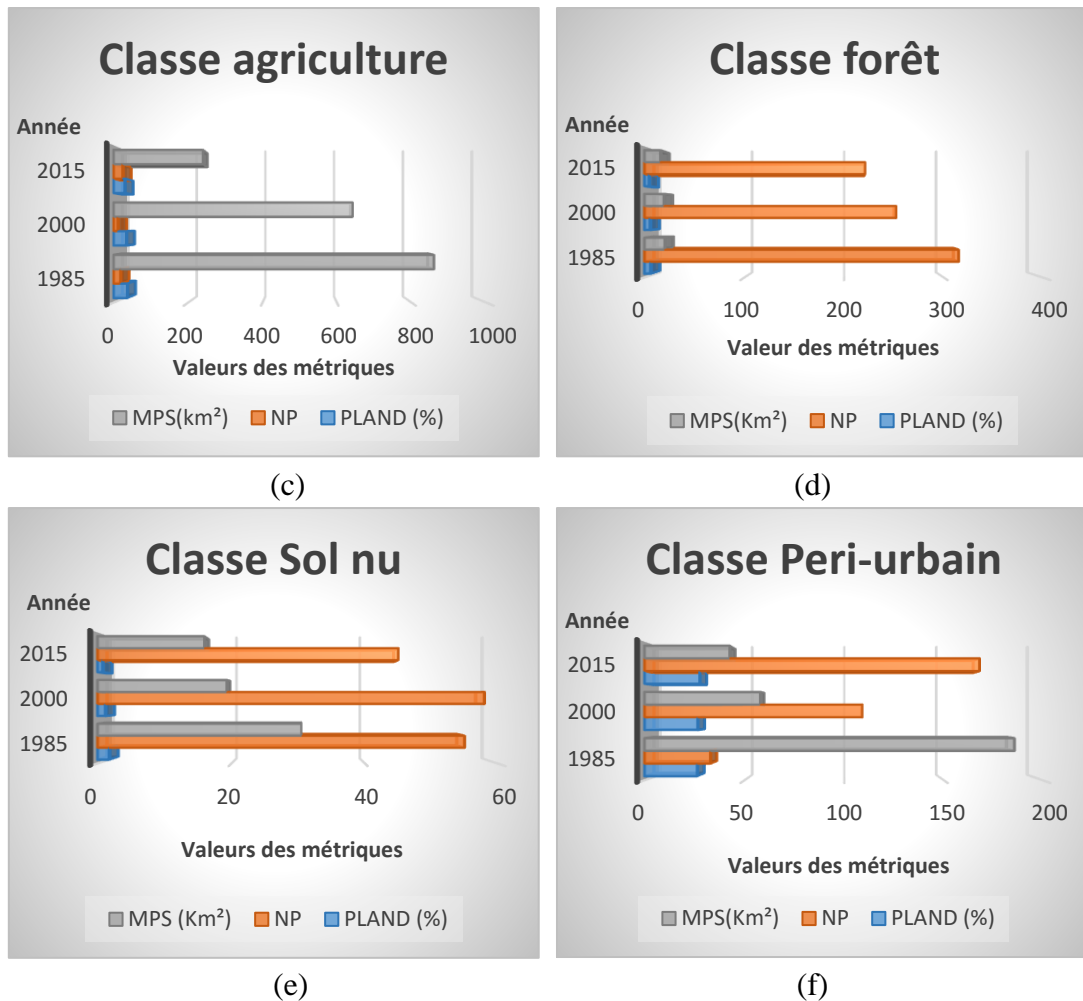 Classe agriculture
Année
2015
2000
1985
0 200 400 600 800 1000
Valeurs des métriques
MPS(km²) NP PLAND (%)
(c)
Classe forêt
Année
2015
2000
1985
0 100 200 300 400
Valeur des métriques
MPS(Km²) NP PLAND (%)
(d)
Classe Sol nu
Année
2015
2000
1985
0 20 40 60
Valeurs des métriques
MPS (Km²) NP PLAND (%)
(e)
Classe Peri-urbain
Année
2015
2000
1985
0 50 100 150 200
Valeurs des métriques
MPS(Km²) NP PLAND (%)
(f)